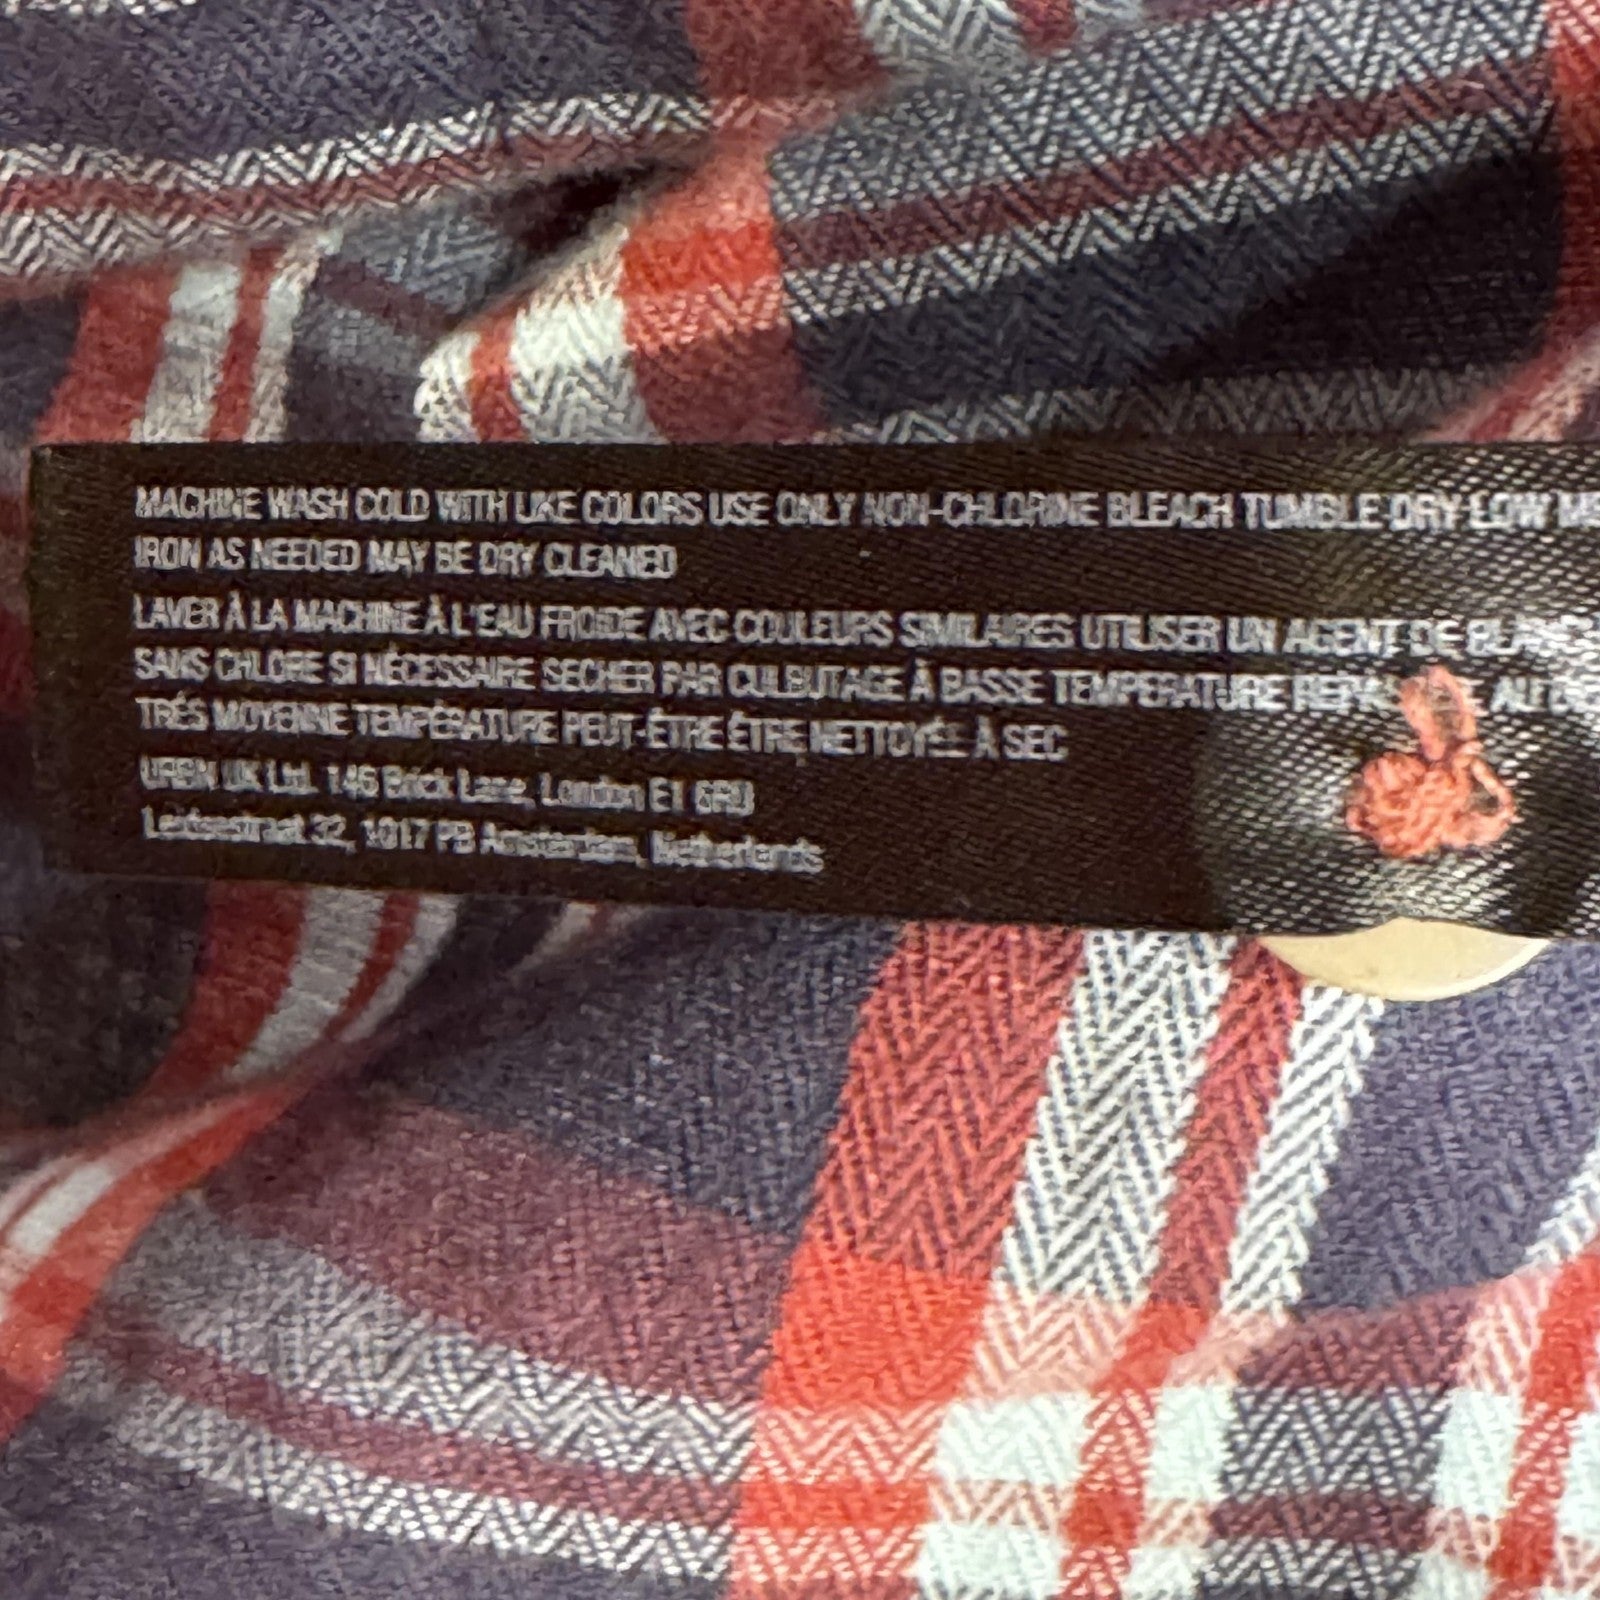 MACHINE WASH COLD WITH LIKE COLORS USE ONLY NON-CHLORINE BLEACH TUMBLE DRY LOW
IRON AS NEEDED MAY BE DRY CLEANED
LAVER À LA MACHINE À L'EAU FROIDE AVEC COULEURS SIMILAIRES UTILISER UN AGENT DE
SANS CHLORE SI NÉCESSAIRE SECHER PAR CULBUTAGE À BASSE TEMPERATURE AU
TRÉS MOYENNE TEMPÉRATURE PEUT-ÊTRE ÊTRE NETTOYÉE À SEC
URBN UK Ltd. 146 Brick Lane, London E1 6RU
Leidsestraat 32, 1017 PB Amsterdam, Netherlands